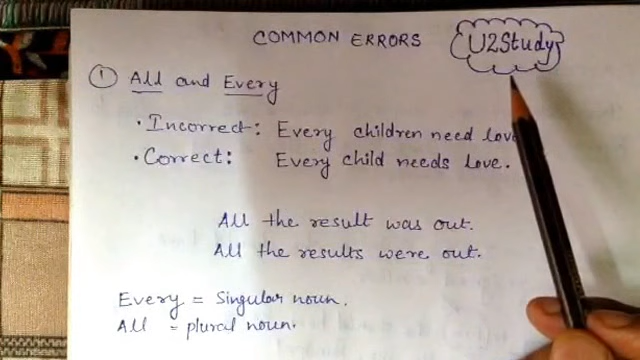 COMMON ERRORS
U2Study
① All and Every
• Incorrect: Every children need love
• Correct: Every child needs love.
All the result was out.
All the results were out.
Every = Singular noun.
All = plural noun.